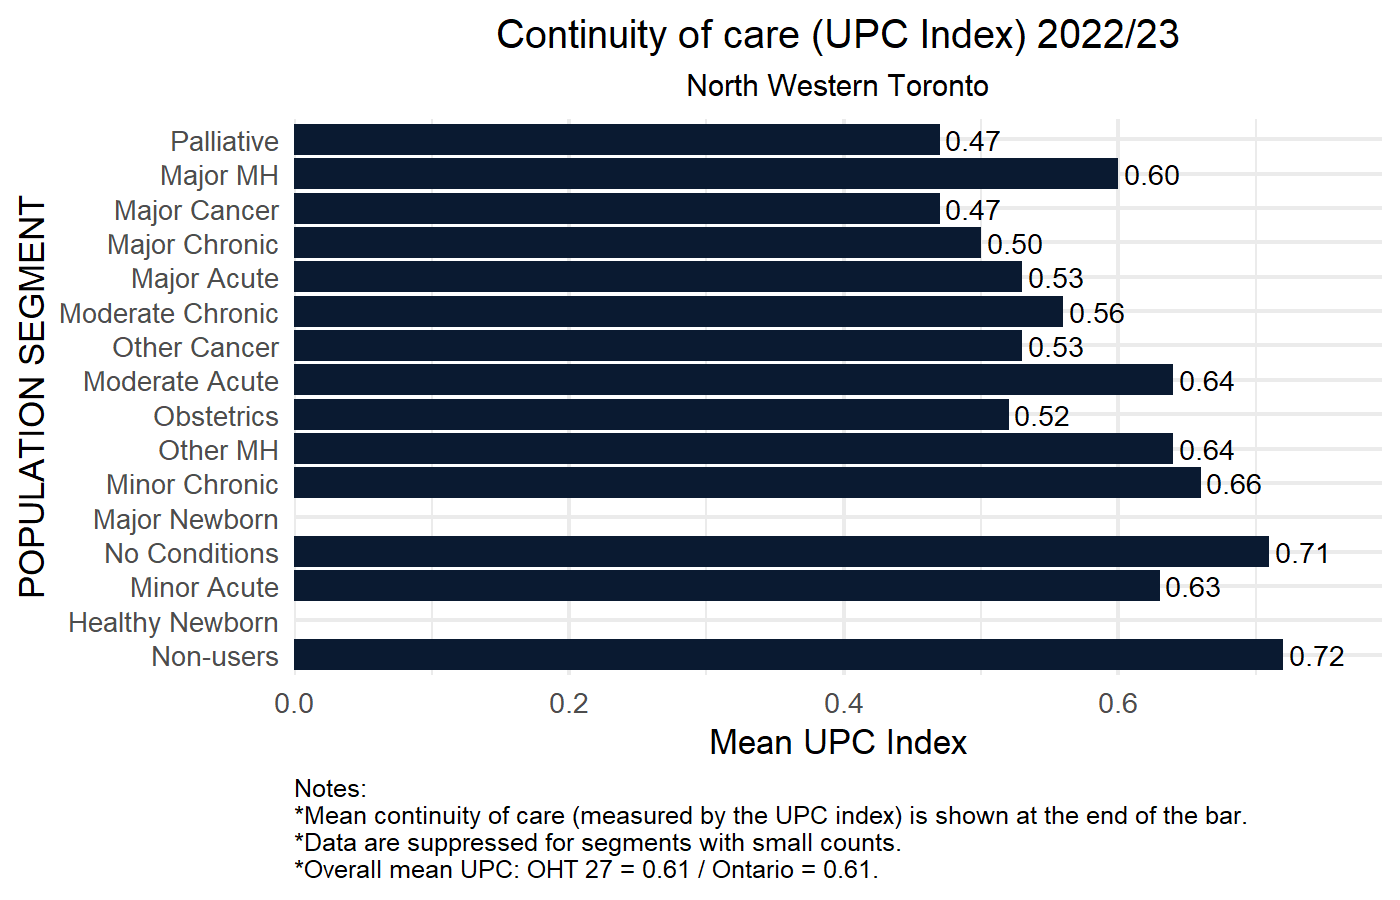 Continuity of care (UPC Index) 2022/23
North Western Toronto
POPULATION SEGMENT
Palliative 0.47
Major MH 0.60
Major Cancer 0.47
Major Chronic 0.50
Major Acute 0.53
Moderate Chronic 0.56
Other Cancer 0.53
Moderate Acute 0.64
Obstetrics 0.52
Other MH 0.64
Minor Chronic 0.66
Major Newborn
No Conditions 0.71
Minor Acute 0.63
Healthy Newborn
Non-users 0.72
0.0 0.2 0.4 0.6
Mean UPC Index
Notes:
*Mean continuity of care (measured by the UPC index) is shown at the end of the bar.
*Data are suppressed for segments with small counts.
*Overall mean UPC: OHT 27 = 0.61 / Ontario = 0.61.